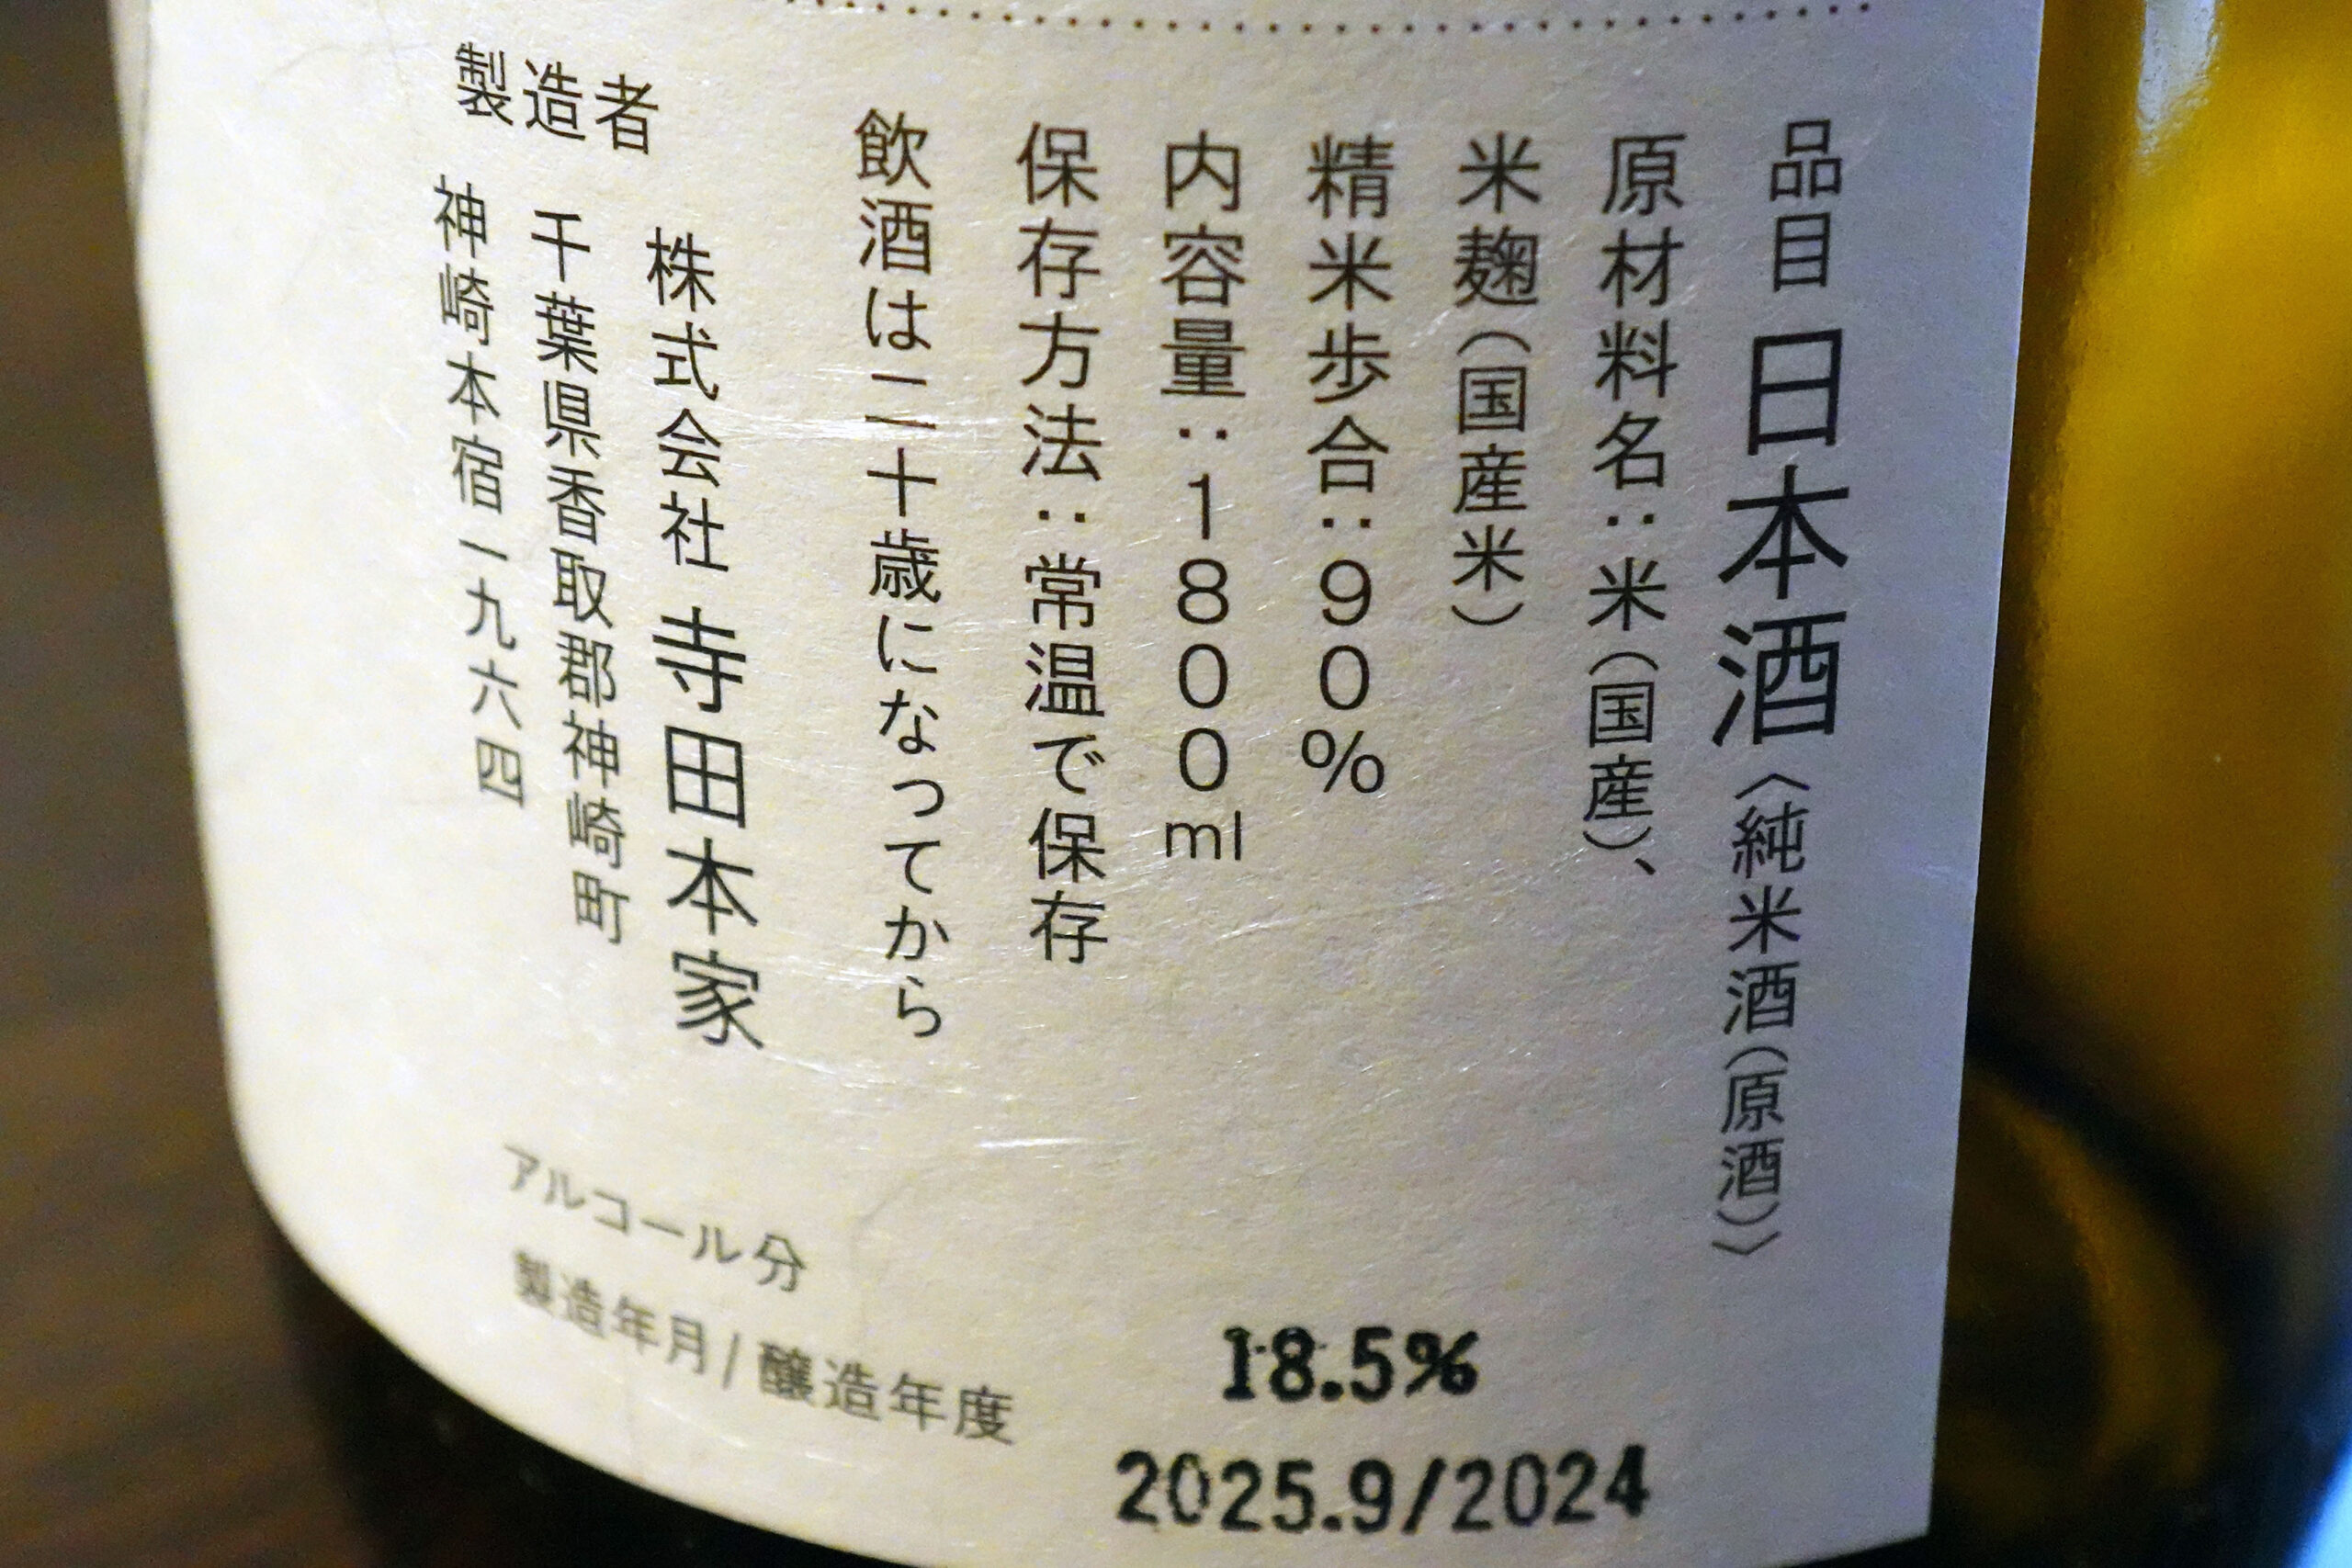 品目 日本酒〈純米酒(原酒)〉
原材料名：米(国産)、
米麹(国産米)
精米歩合：90%
内容量：1800ml
保存方法：常温で保存
飲酒は二十歳になってから
製造者
株式会社 寺田本家
千葉県香取郡神崎町
神崎本宿一九六四
アルコール分 18.5%
製造年月/醸造年度 2025.9/2024